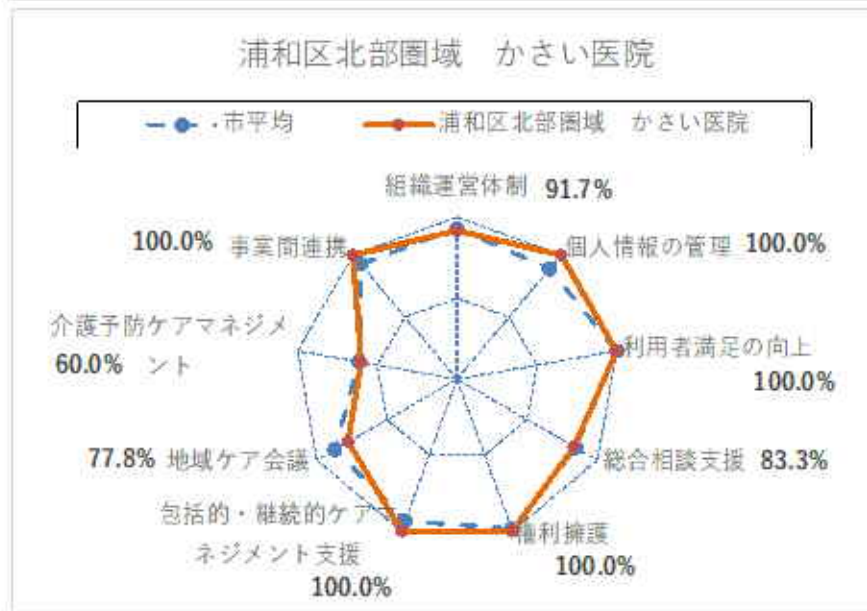 浦和区北部圏域　かさい医院
市平均　浦和区北部圏域　かさい医院
組織運営体制 91.7%
100.0% 事業間連携
個人情報の管理 100.0%
介護予防ケアマネジメ
60.0% ント
利用者満足の向上
100.0%
77.8% 地域ケア会議
総合相談支援 83.3%
包括的・継続的ケアマ
ネジメント支援
100.0%
権利擁護
100.0%